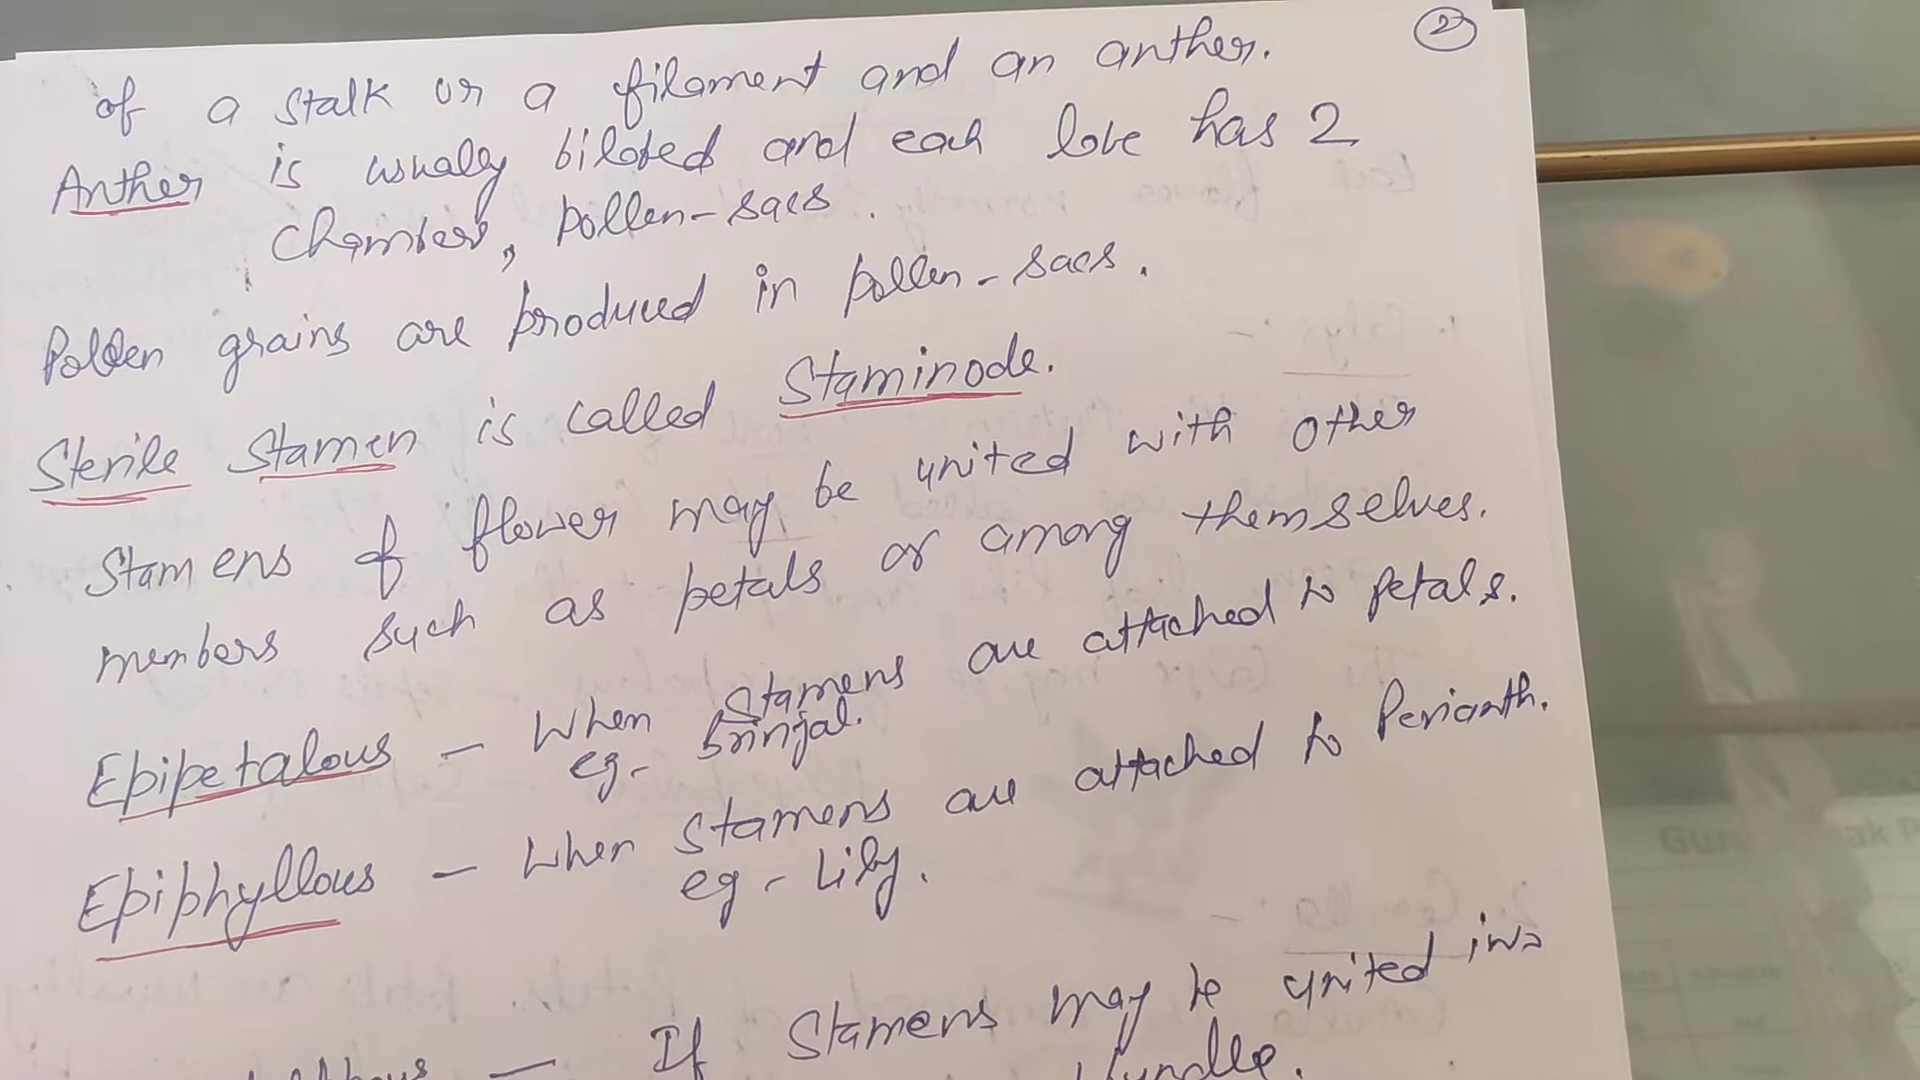 2
of a stalk or a filament and an anther.
Anther is usually bilobed and each lobe has 2
Chambers, pollen-sacs.
Pollen grains are produced in pollen-sacs.
Sterile Stamen is called Staminode.
Stamens of flower may be united with other
members such as petals or among themselves.
Epipetalous - When Stamens are attached to petals.
eg- brinjal.
Epiphyllous - When Stamens are attached to Perianth.
eg- Lily.
- If Stamens may be united into
bundle.